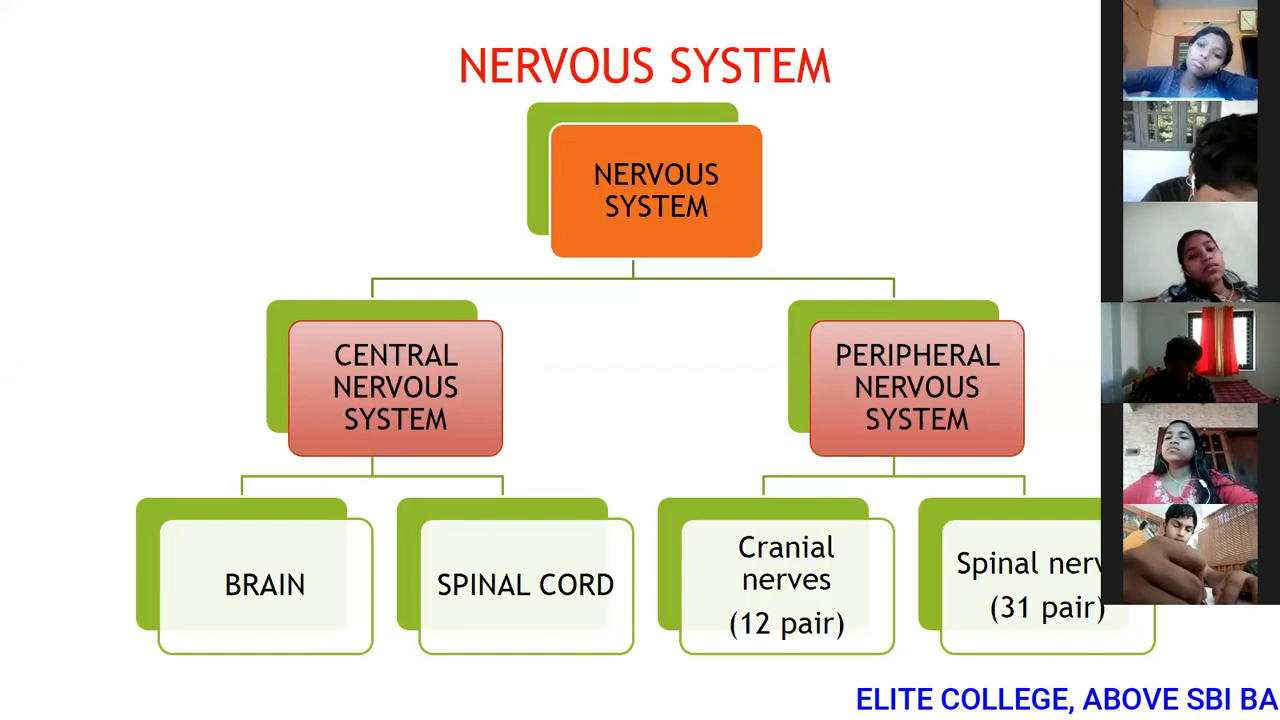 NERVOUS SYSTEM
NERVOUS
SYSTEM
CENTRAL
NERVOUS
SYSTEM
PERIPHERAL
NERVOUS
SYSTEM
BRAIN
SPINAL CORD
Cranial
nerves
(12 pair)
Spinal nerv
(31 pair)
ELITE COLLEGE, ABOVE SBI BA